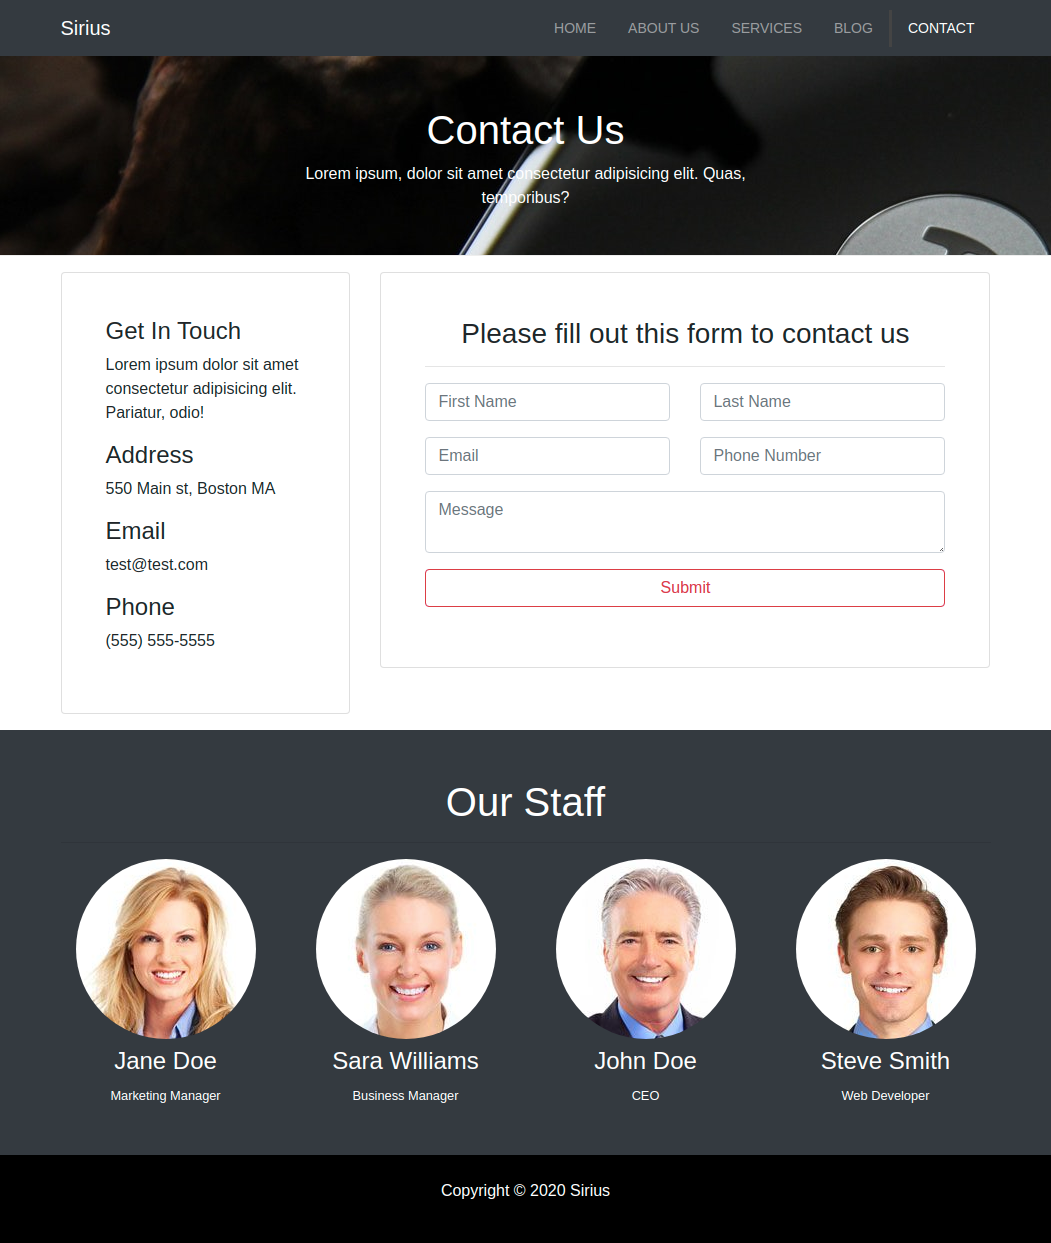 Sirius
HOME ABOUT US SERVICES BLOG CONTACT
Contact Us
Lorem ipsum, dolor sit amet consectetur adipisicing elit. Quas,
temporibus?
Get In Touch
Lorem ipsum dolor sit amet
consectetur adipisicing elit.
Pariatur, odio!
Address
550 Main st, Boston MA
Email
test@test.com
Phone
(555) 555-5555
Please fill out this form to contact us
First Name
Last Name
Email
Phone Number
Message
Submit
Our Staff
Jane Doe
Marketing Manager
Sara Williams
Business Manager
John Doe
CEO
Steve Smith
Web Developer
Copyright © 2020 Sirius